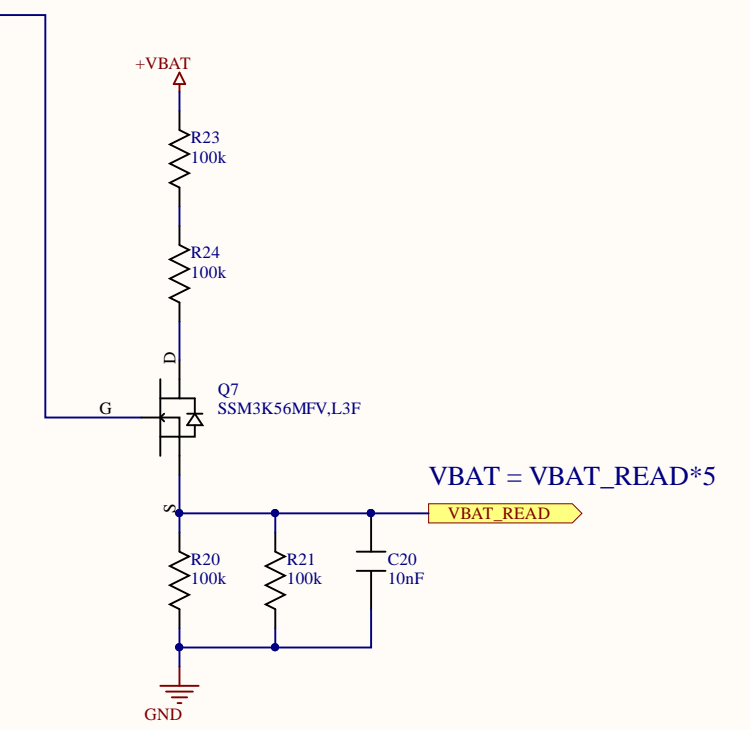 +VBAT
R23
100k
R24
100k
D
Q7
SSM3K56MFV,L3F
G
VBAT = VBAT_READ*5
S
VBAT_READ
R20
100k
R21
100k
C20
10nF
GND